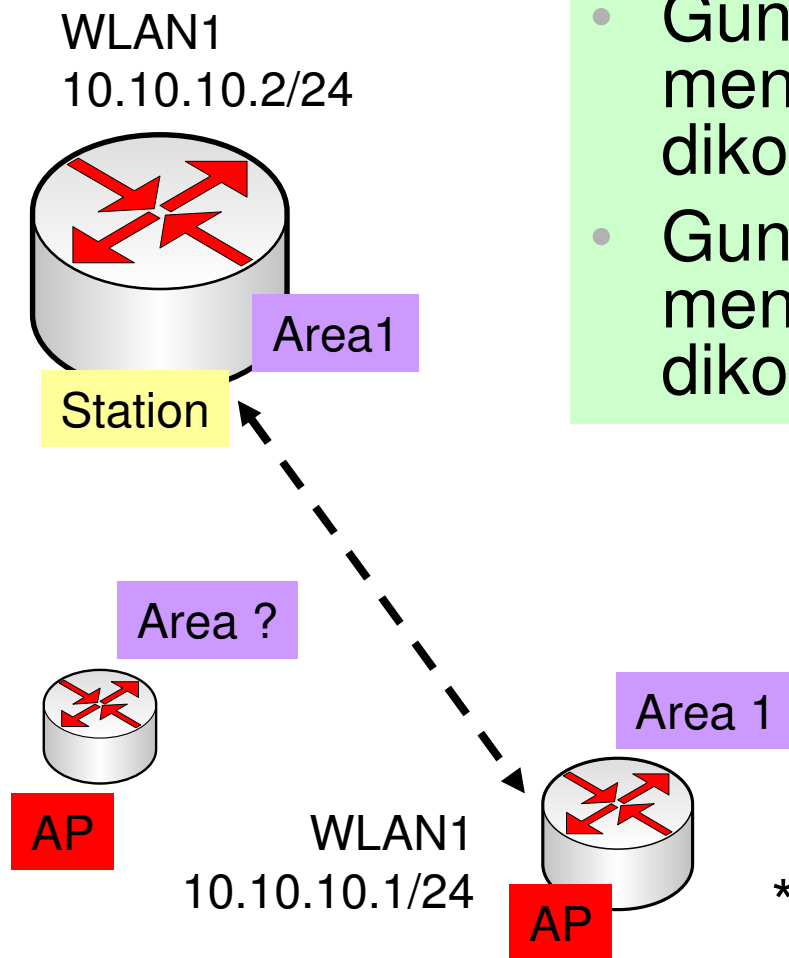 WLAN1
10.10.10.2/24
Area1
Station
Area ?
AP
Area 1
WLAN1
10.10.10.1/24
AP
*
• Gun
men
diko
• Gun
men
diko